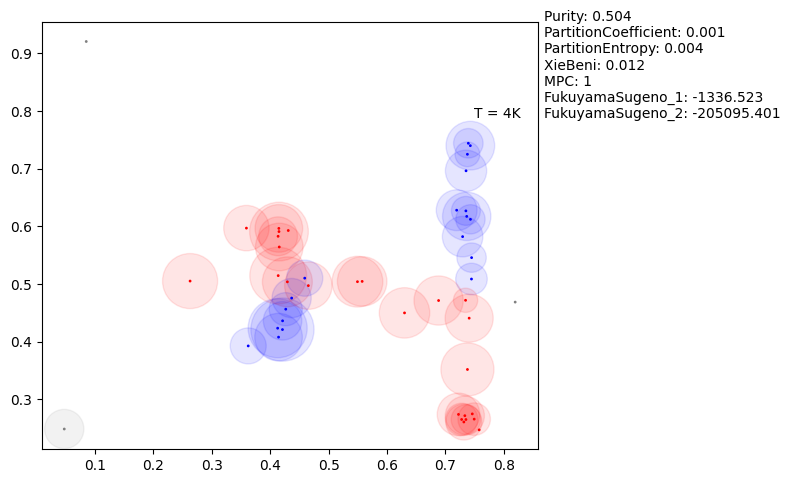 Purity: 0.504
PartitionCoefficient: 0.001
PartitionEntropy: 0.004
XieBeni: 0.012
MPC: 1
FukuyamaSugeno_1: -1336.523
FukuyamaSugeno_2: -205095.401
T = 4K
0.9
0.8
0.7
0.6
0.5
0.4
0.3
0.1 0.2 0.3 0.4 0.5 0.6 0.7 0.8